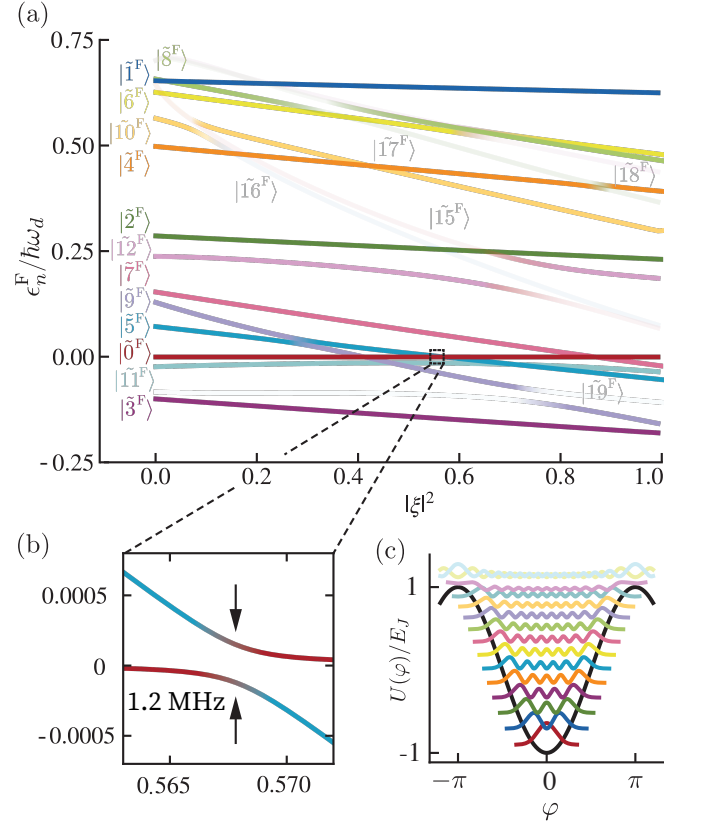 (a)
0.75
|8̃ᶠ⟩
|1̃ᶠ⟩
|6̃ᶠ⟩
0.50
|1̃0ᶠ⟩
|1̃7ᶠ⟩
|4̃ᶠ⟩
|1̃8ᶠ⟩
|1̃6ᶠ⟩
|1̃5ᶠ⟩
ϵₙᶠ/ℏω_d
|2̃ᶠ⟩
0.25
|1̃2ᶠ⟩
|7̃ᶠ⟩
|9̃ᶠ⟩
|5̃ᶠ⟩
0.00
|0̃ᶠ⟩
|1̃1ᶠ⟩
|1̃9ᶠ⟩
|3̃ᶠ⟩
-0.25
0.0 0.2 0.4 0.6 0.8 1.0
|ξ|²
(b)
0.0005
0
1.2 MHz
-0.0005
0.565 0.570
(c)
1
U(φ)/E_J
-1
−π 0 π
φ